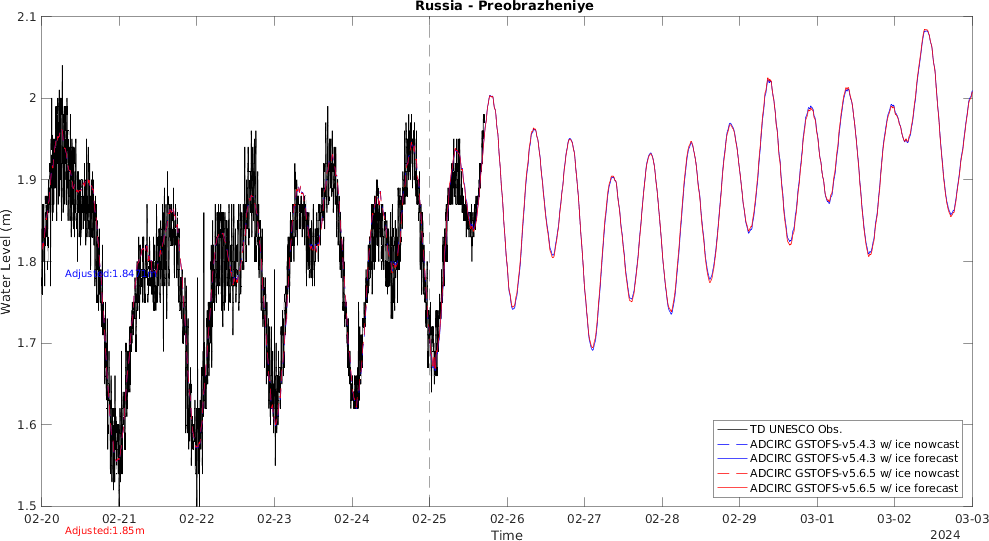 Russia - Preobrazheniye
2.1
2
1.9
1.8
1.7
1.6
1.5
Water Level (m)
Adjusted:1.84
Adjusted:1.85m
TD UNESCO Obs.
ADCIRC GSTOFS-v5.4.3 w/ ice nowcast
ADCIRC GSTOFS-v5.4.3 w/ ice forecast
ADCIRC GSTOFS-v5.6.5 w/ ice nowcast
ADCIRC GSTOFS-v5.6.5 w/ ice forecast
02-20 02-21 02-22 02-23 02-24 02-25 02-26 02-27 02-28 02-29 03-01 03-02 03-03
Time
2024